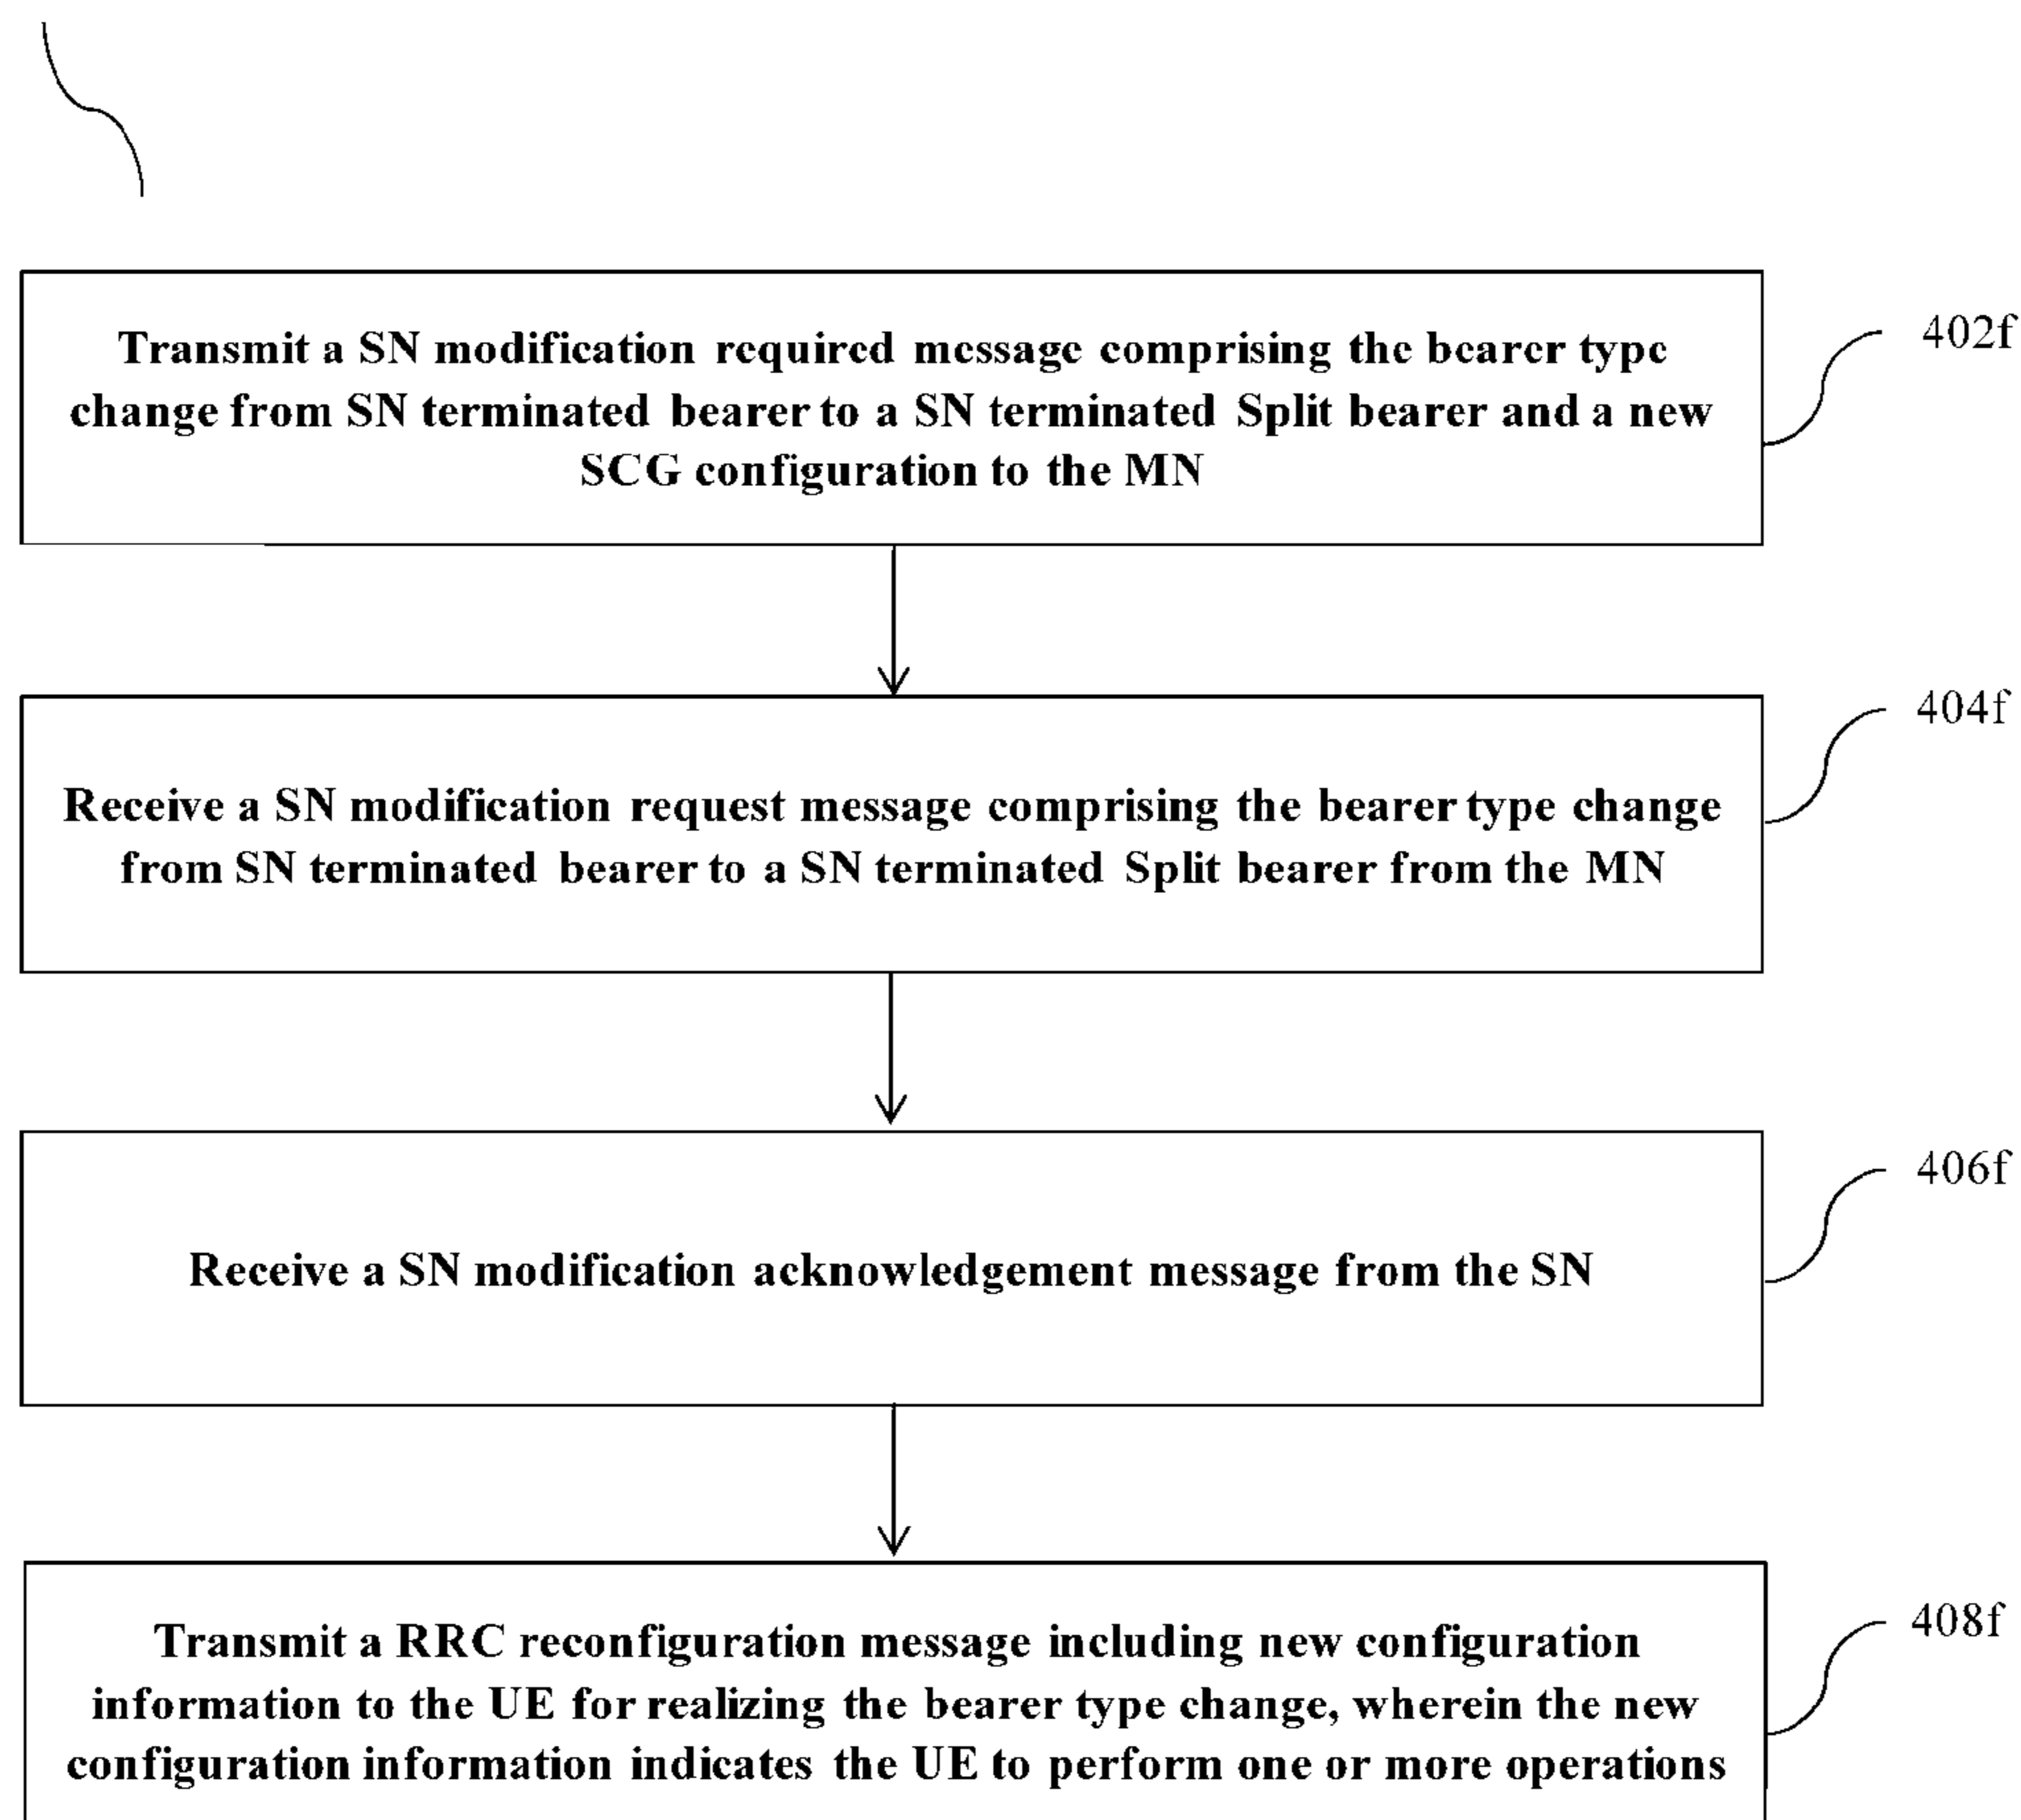 Transmit a SN modification required message comprising the bearer type
402f
change from SN terminated bearer to a SN terminated Split bearer and a new
SCG configuration to the MN
404f
Receive a SN modification request message comprising the bearer type change
from SN terminated bearer to a SN terminated Split bearer from the MN
406f
Receive a SN modification acknowledgement message from the SN
408f
Transmit a RRC reconfiguration message including new configuration
information to the UE for realizing the bearer type change, wherein the new
configuration information indicates the UE to perform one or more operations